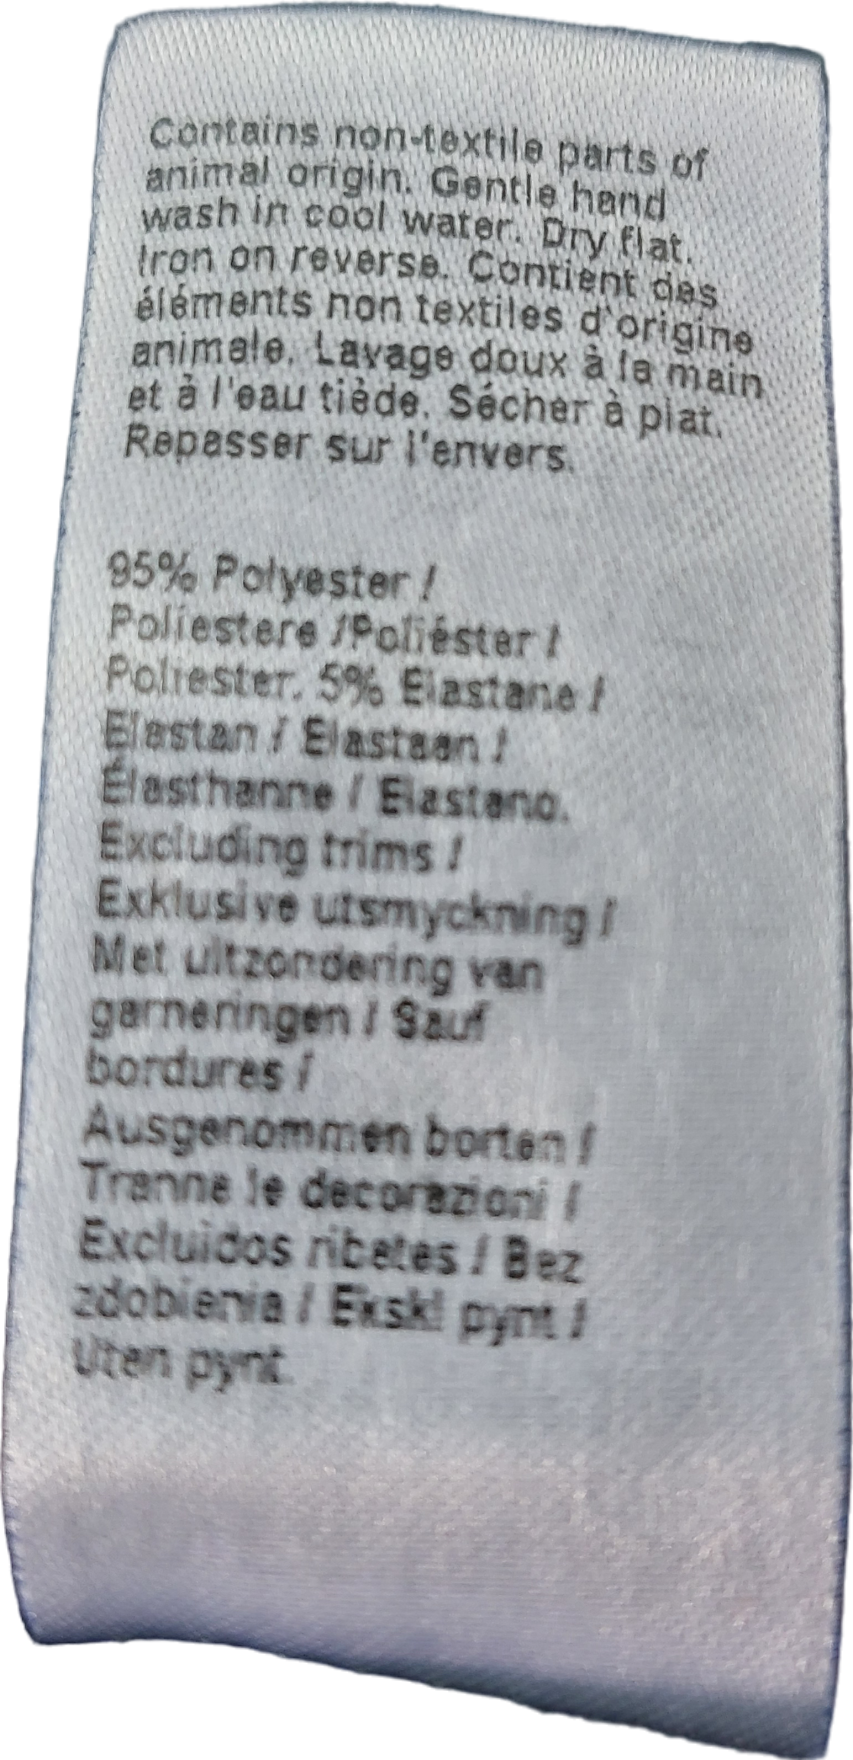 Contains non-textile parts of
animal origin. Gentle hand
wash in cool water. Dry flat.
Iron on reverse. Contient des
éléments non textiles d'origine
animale. Lavage doux à la main
et à l'eau tiède. Sécher à plat.
Repasser sur l'envers.
95% Polyester /
Poliestere /Poliéster /
Poliester. 5% Elastane /
Elastan / Elastaan /
Élasthanne / Elastano.
Excluding trims /
Exklusive utsmyckning /
Met uitzondering van
garneringen / Sauf
bordures /
Ausgenommen borten /
Tranne le decorazioni /
Excluidos ribetes / Bez
zdobienia / Ekskl pynt /
Uten pynt.